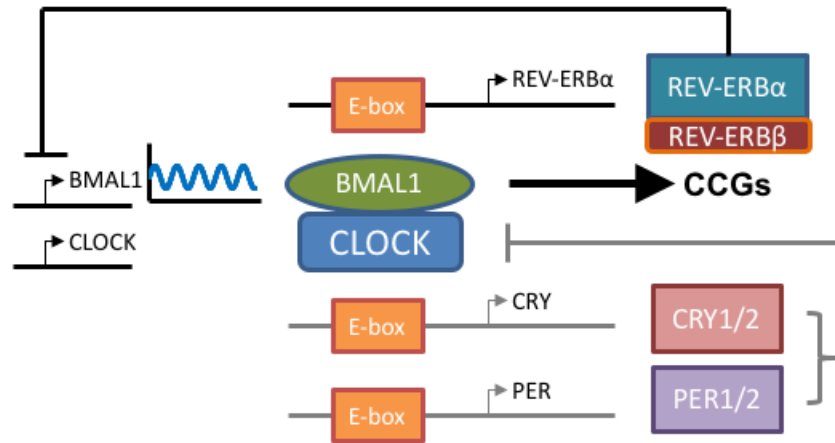 E-box
REV-ERBα
REV-ERBα
REV-ERBβ
BMAL1
BMAL1
CCGs
CLOCK
CLOCK
E-box
CRY
CRY1/2
E-box
PER
PER1/2